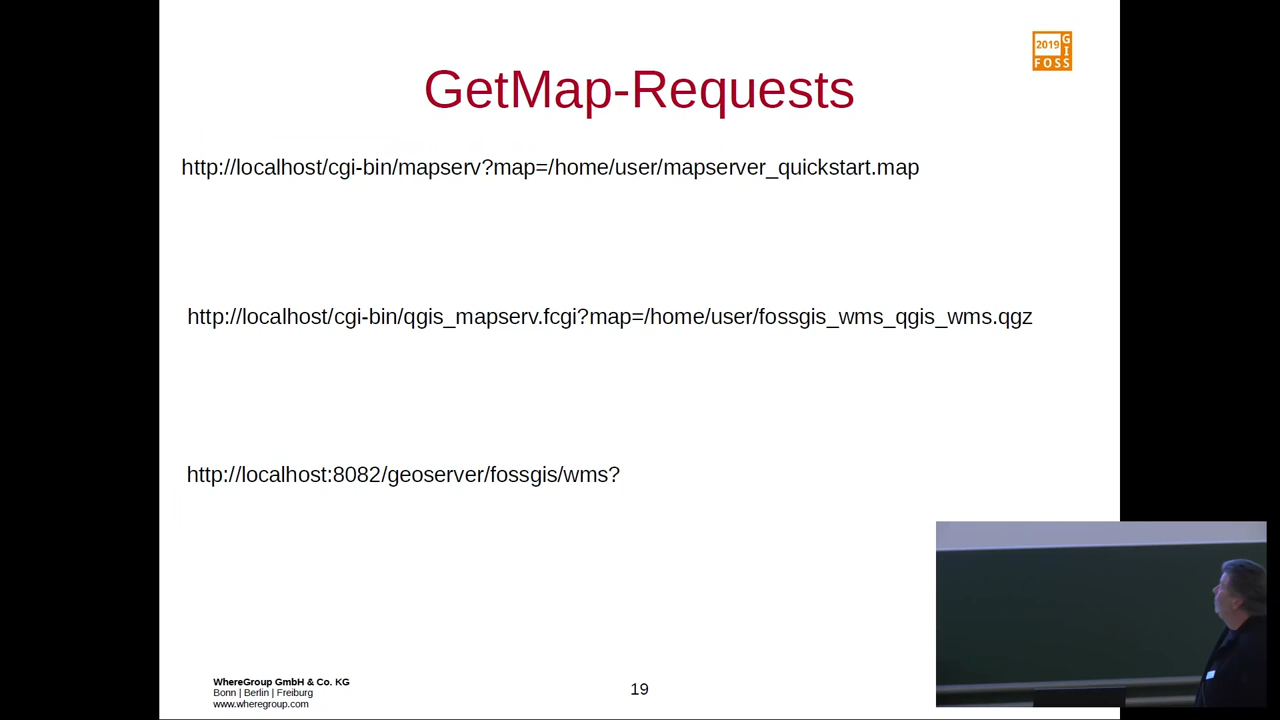 2019
G
I
FOSS
GetMap-Requests
http://localhost/cgi-bin/mapserv?map=/home/user/mapserver_quickstart.map
http://localhost/cgi-bin/qgis_mapserv.fcgi?map=/home/user/fossgis_wms_qgis_wms.qgz
http://localhost:8082/geoserver/fossgis/wms?
WhereGroup GmbH & Co. KG
Bonn | Berlin | Freiburg
www.wheregroup.com
19